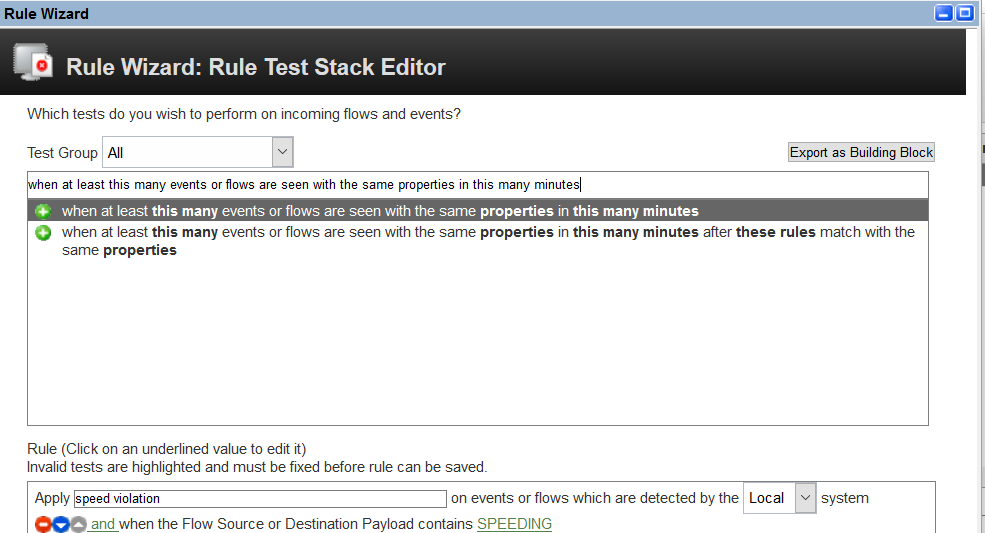 Rule Wizard
Rule Wizard: Rule Test Stack Editor
Which tests do you wish to perform on incoming flows and events?
Test Group All
Export as Building Block
when at least this many events or flows are seen with the same properties in this many minutes
when at least this many events or flows are seen with the same properties in this many minutes
when at least this many events or flows are seen with the same properties in this many minutes after these rules match with the
same properties
Rule (Click on an underlined value to edit it)
Invalid tests are highlighted and must be fixed before rule can be saved.
Apply speed violation on events or flows which are detected by the Local system
and when the Flow Source or Destination Payload contains SPEEDING